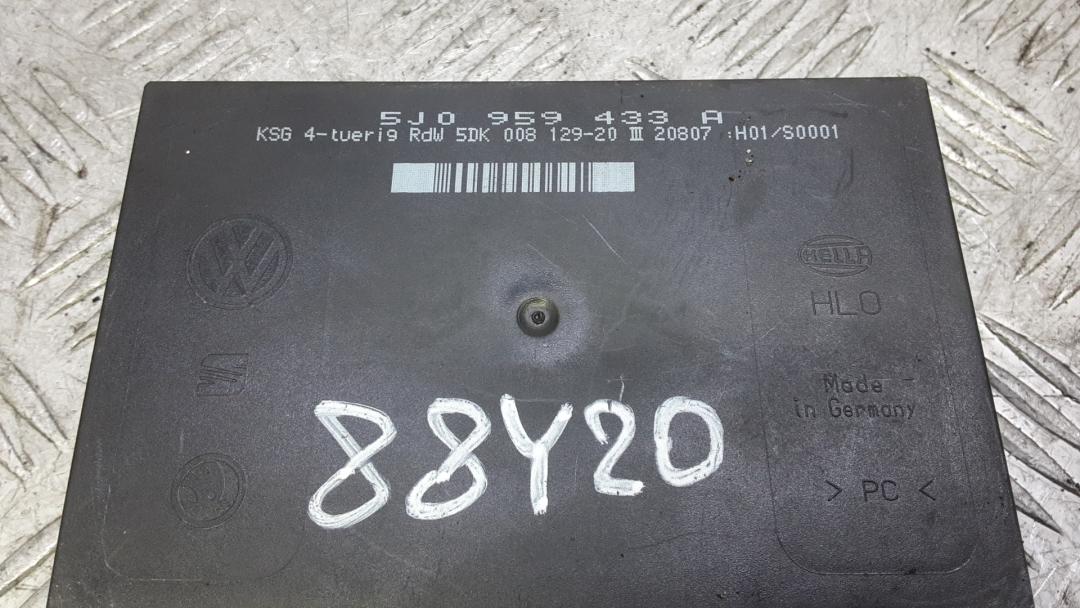 5J0 959 433 A
KSG 4-tuerig RdW 5DK 008 129-20 III 20807 :H01/S0001
HELLA
HLO
Made
in Germany
88Y20
> PC <